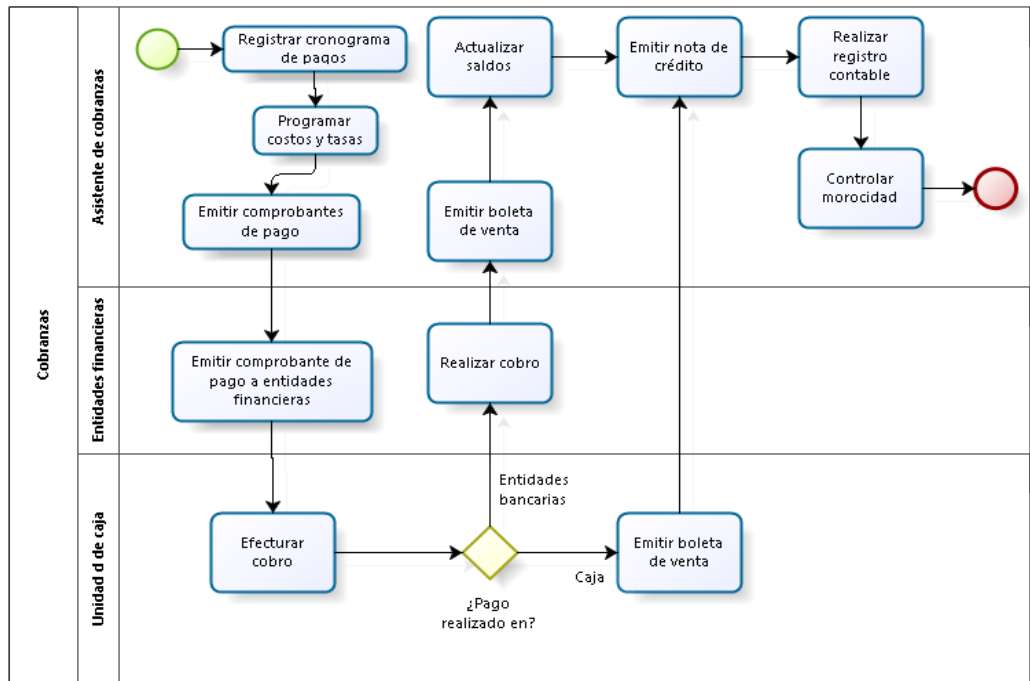 Cobranzas
Asistente de cobranzas
Registrar cronograma
de pagos
Programar
costos y tasas
Emitir comprobantes
de pago
Actualizar
saldos
Emitir boleta
de venta
Emitir nota de
crédito
Realizar
registro
contable
Controlar
morocidad
Entidades financieras
Emitir comprobante de
pago a entidades
financieras
Realizar cobro
Unidad d de caja
Efecturar
cobro
Entidades
bancarias
¿Pago
realizado en?
Caja
Emitir boleta
de venta